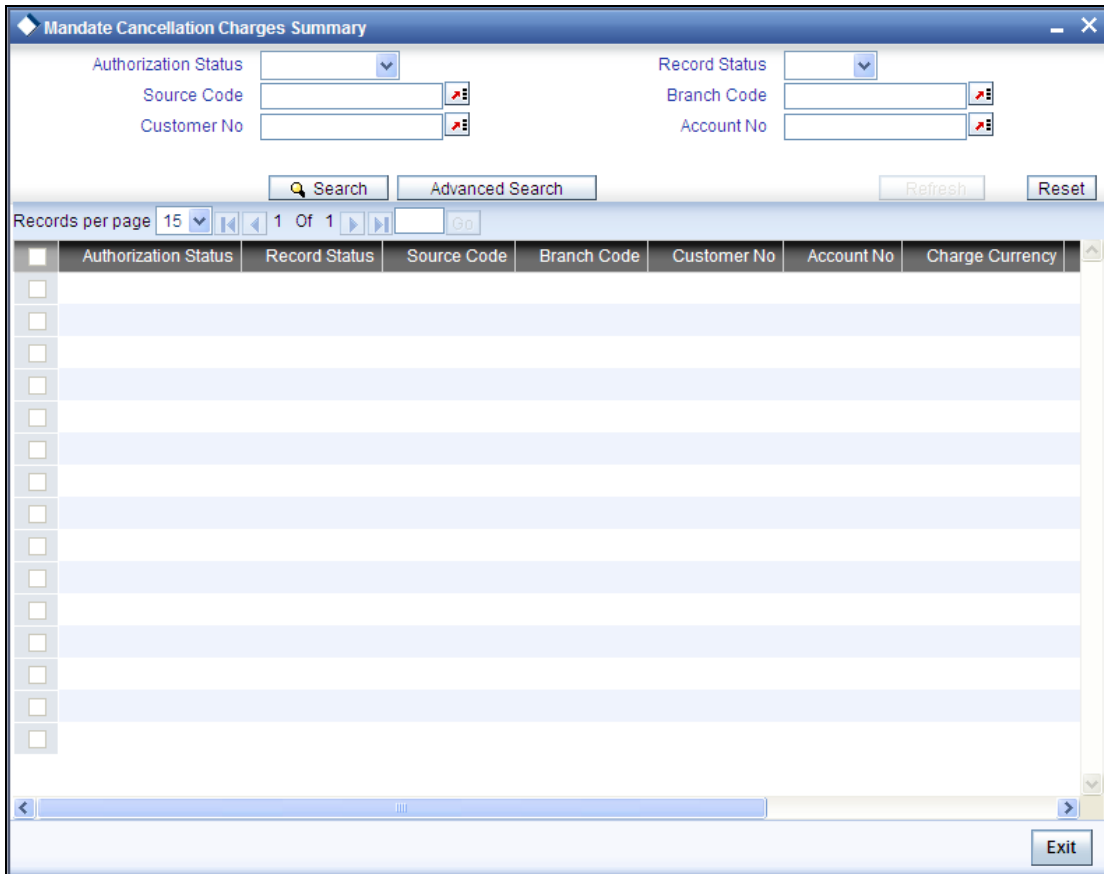 Mandate Cancellation Charges Summary
Authorization Status Record Status
Source Code Branch Code
Customer No Account No
Search Advanced Search Refresh Reset
Records per page 15 1 Of 1 Go
Authorization Status Record Status Source Code Branch Code Customer No Account No Charge Currency
Exit